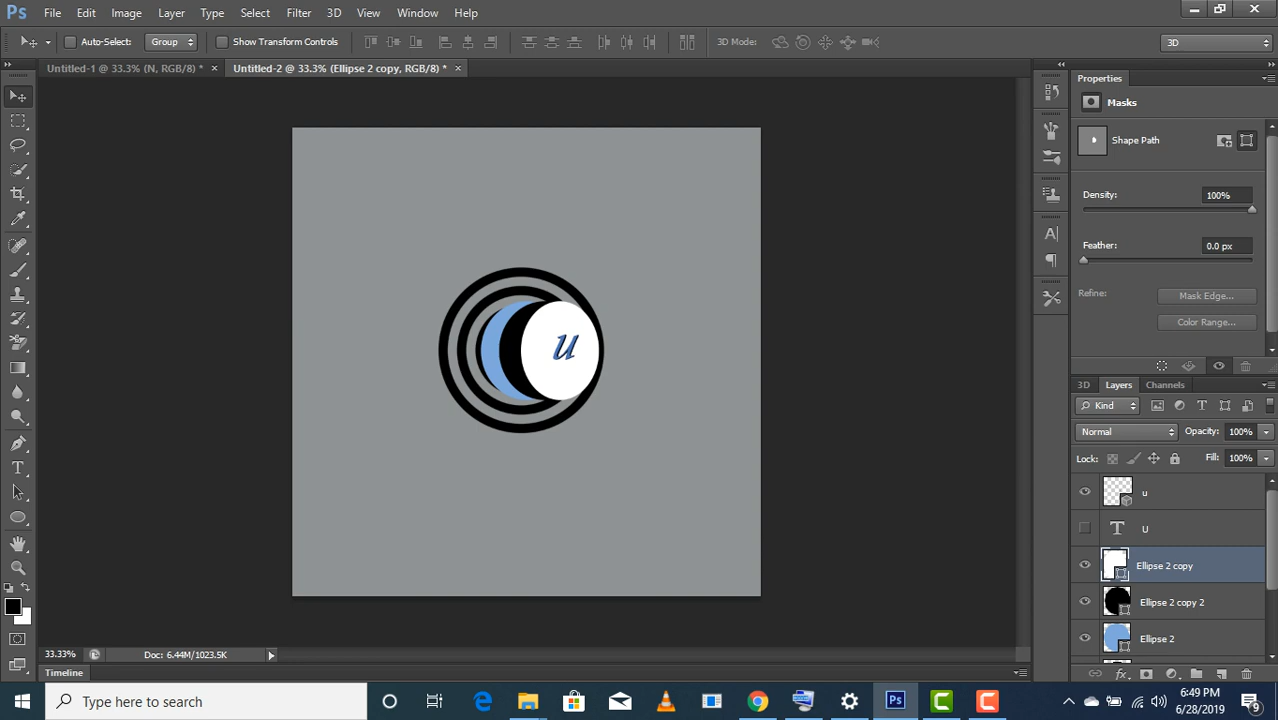 Ps File Edit Image Layer Type Select Filter 3D View Window Help
Auto-Select: Group Show Transform Controls 3D Mode: 3D
Untitled-1 @ 33.3% (N, RGB/8) * × Untitled-2 @ 33.3% (Ellipse 2 copy, RGB/8) * ×
Properties
Masks
Shape Path
Density: 100%
Feather: 0.0 px
Refine: Mask Edge...
Color Range...
u
3D Layers Channels
Kind
Normal Opacity: 100%
Lock: Fill: 100%
u
U
Ellipse 2 copy
Ellipse 2 copy 2
Ellipse 2
33.33% Doc: 6.44M/1023.5K
Timeline
Type here to search
6:49 PM
6/28/2019
9